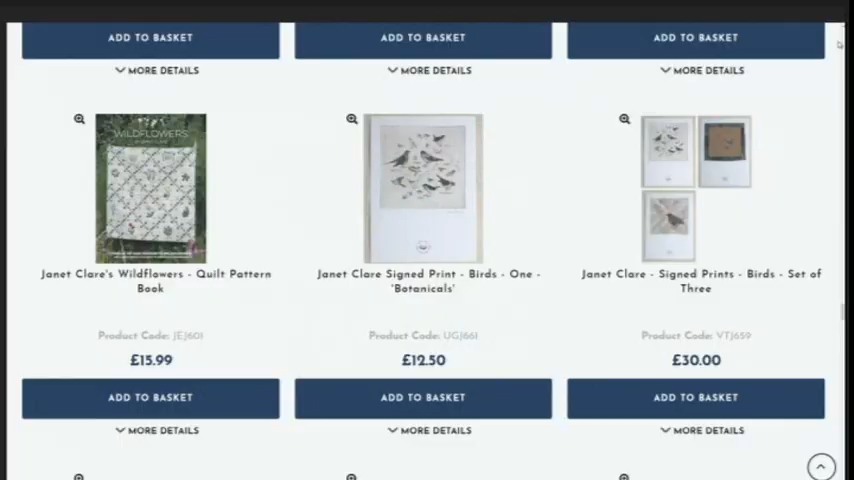 ADD TO BASKET
ADD TO BASKET
ADD TO BASKET
MORE DETAILS
MORE DETAILS
MORE DETAILS
WILDFLOWERS
Janet Clare's Wildflowers - Quilt Pattern
Book
Janet Clare Signed Print - Birds - One -
'Botanicals'
Janet Clare - Signed Prints - Birds - Set of
Three
Product Code: JEJ601
Product Code: UGJ661
Product Code: VTJ659
£15.99
£12.50
£30.00
ADD TO BASKET
ADD TO BASKET
ADD TO BASKET
MORE DETAILS
MORE DETAILS
MORE DETAILS